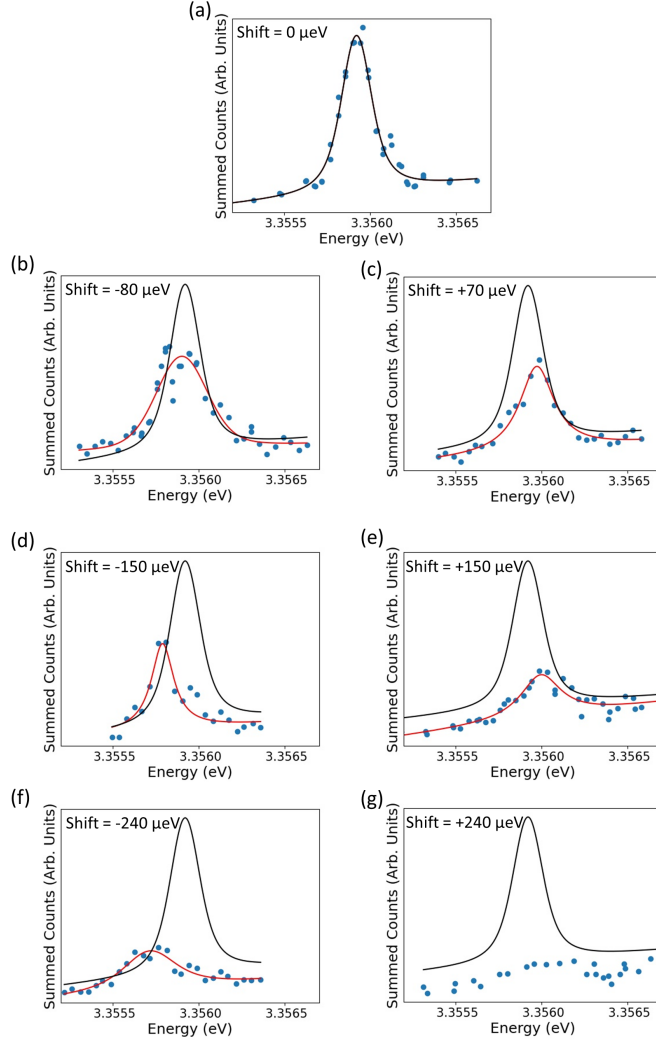 (a)
Shift = 0 μeV
Summed Counts (Arb. Units)
3.3555 3.3560 3.3565
Energy (eV)
(b)
Shift = -80 μeV
Summed Counts (Arb. Units)
3.3555 3.3560 3.3565
Energy (eV)
(c)
Shift = +70 μeV
Summed Counts (Arb. Units)
3.3555 3.3560 3.3565
Energy (eV)
(d)
Shift = -150 μeV
Summed Counts (Arb. Units)
3.3555 3.3560 3.3565
Energy (eV)
(e)
Shift = +150 μeV
Summed Counts (Arb. Units)
3.3555 3.3560 3.3565
Energy (eV)
(f)
Shift = -240 μeV
Summed Counts (Arb. Units)
3.3555 3.3560 3.3565
Energy (eV)
(g)
Shift = +240 μeV
Summed Counts (Arb. Units)
3.3555 3.3560 3.3565
Energy (eV)